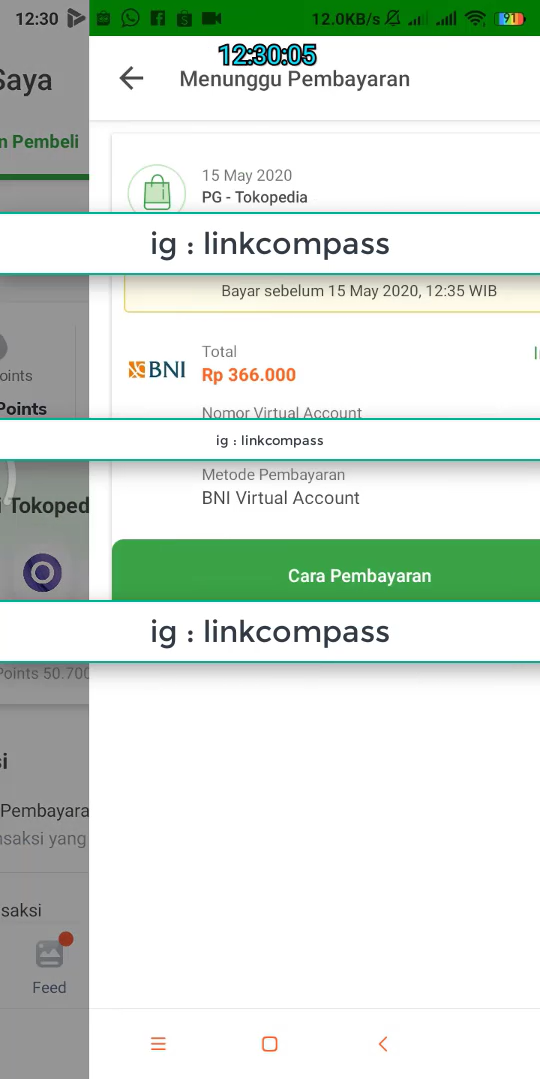 12:30
12.0KB/s
91
12:30:05
Saya
Menunggu Pembayaran
n Pembeli
15 May 2020
PG - Tokopedia
ig : linkcompass
Bayar sebelum 15 May 2020, 12:35 WIB
Total
BNI
Rp 366.000
oints
Points
Nomor Virtual Account
ig : linkcompass
Metode Pembayaran
BNI Virtual Account
i Tokoped
Cara Pembayaran
ig : linkcompass
Points 50.700
si
Pembayara
nsaksi yang
saksi
Feed